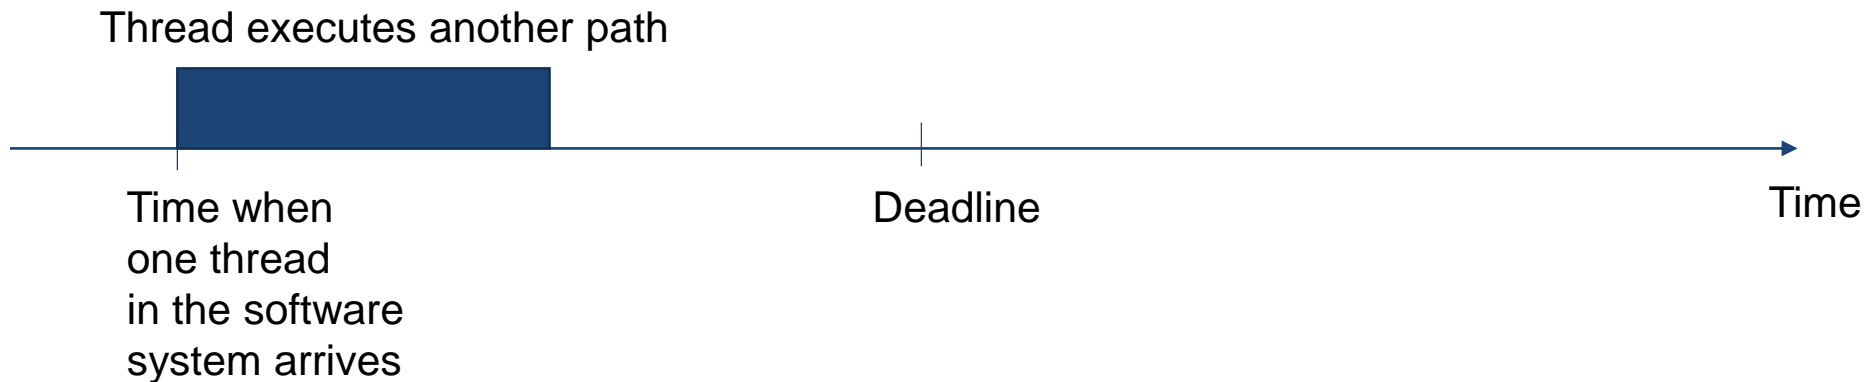 Thread executes another path
Time when
one thread
in the software
system arrives
Deadline
Time